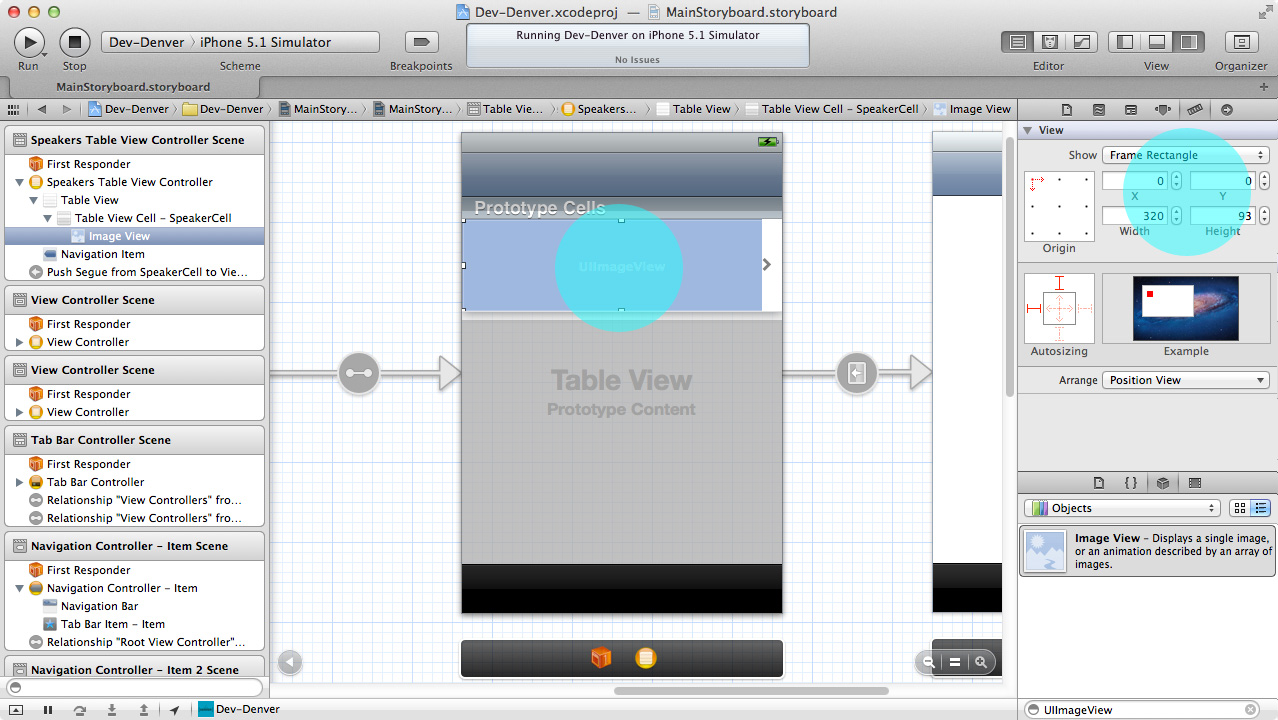 Dev-Denver.xcodeproj — MainStoryboard.storyboard
Run
Stop
Dev-Denver › iPhone 5.1 Simulator
Scheme
Breakpoints
Running Dev-Denver on iPhone 5.1 Simulator
No Issues
Editor
View
Organizer
MainStoryboard.storyboard
Dev-Denver
Dev-Denver
MainStory...
MainStory...
Table Vie...
Speakers...
Table View
Table View Cell – SpeakerCell
Image View
Speakers Table View Controller Scene
First Responder
Speakers Table View Controller
Table View
Table View Cell – SpeakerCell
Image View
Navigation Item
Push Segue from SpeakerCell to Vie...
View Controller Scene
First Responder
View Controller
View Controller Scene
First Responder
View Controller
Tab Bar Controller Scene
First Responder
Tab Bar Controller
Relationship "View Controllers" fro...
Relationship "View Controllers" fro...
Navigation Controller – Item Scene
First Responder
Navigation Controller – Item
Navigation Bar
Tab Bar Item – Item
Relationship "Root View Controller"...
Navigation Controller – Item 2 Scene
Dev-Denver
Prototype Cells
UIImageView
Table View
Prototype Content
View
Show
Frame Rectangle
0
0
X
Y
320
93
Width
Height
Origin
Autosizing
Example
Arrange
Position View
Objects
Image View – Displays a single image,
or an animation described by an array of
images.
UIImageView